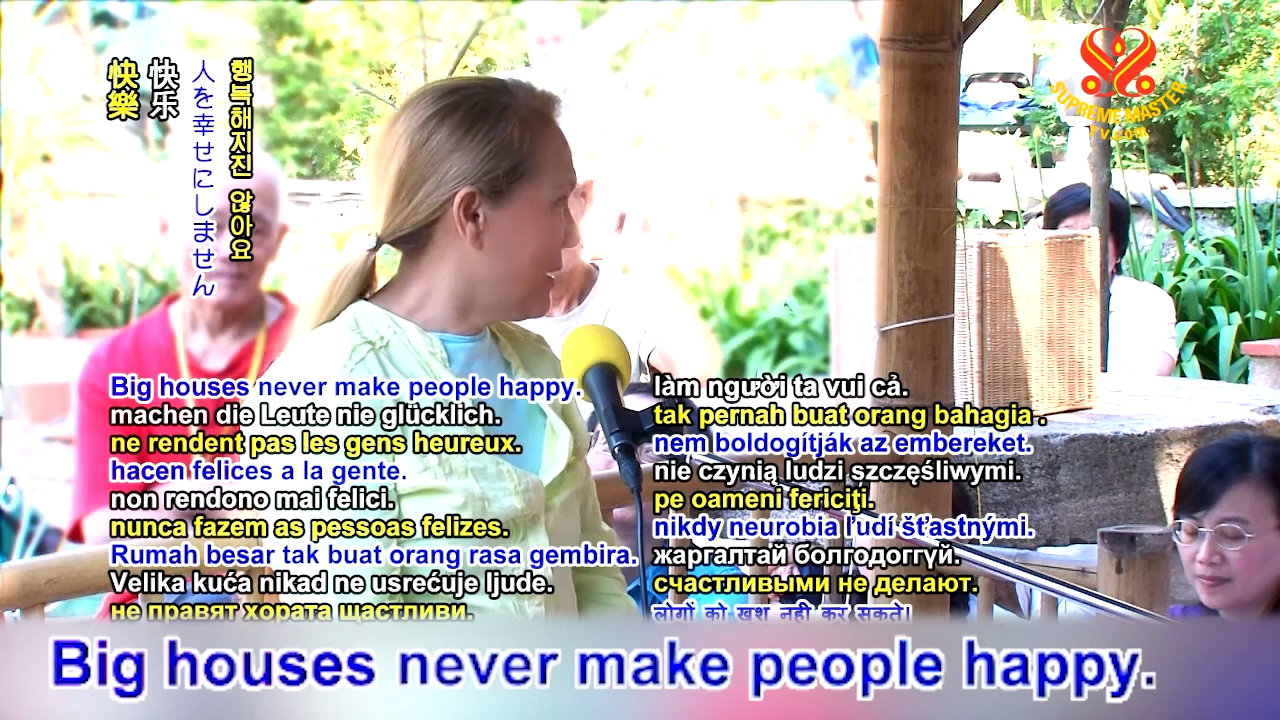 快樂
快乐
人を幸せにしません
행복해지진 않아요
SUPREME MASTER
TV.com
Big houses never make people happy.
machen die Leute nie glücklich.
ne rendent pas les gens heureux.
hacen felices a la gente.
non rendono mai felici.
nunca fazem as pessoas felizes.
Rumah besar tak buat orang rasa gembira.
Velika kuća nikad ne usrećuje ljude.
не правят хората щастливи.
làm người ta vui cả.
tak pernah buat orang bahagia .
nem boldogítják az embereket.
nie czynią ludzi szczęśliwymi.
pe oameni fericiţi.
nikdy neurobia ľudí šťastnými.
жаргалтай болгодоггүй.
счастливыми не делают.
लोगों को खुश नहीं कर सकते।
Big houses never make people happy.